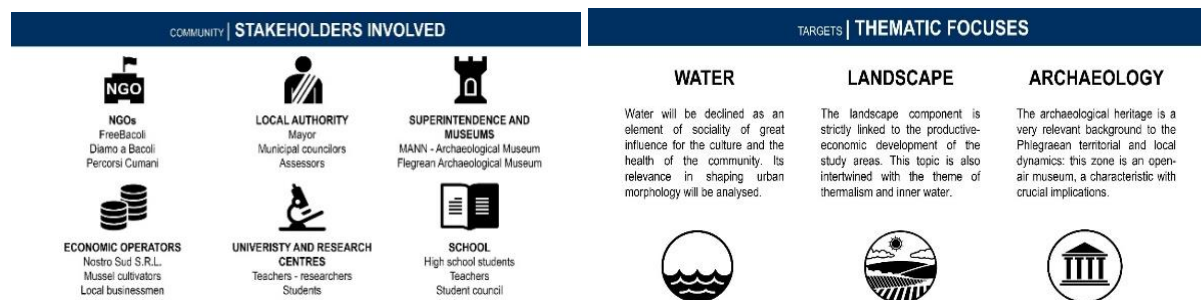 COMMUNITY | STAKEHOLDERS INVOLVED
NGO
NGOs
FreeBacoli
Diamo a Bacoli
Percorsi Cumani
LOCAL AUTHORITY
Mayor
Municipal councilors
Assessors
SUPERINTENDENCE AND
MUSEUMS
MANN - Archaeological Museum
Flegrean Archaeological Museum
ECONOMIC OPERATORS
Nostro Sud S.R.L.
Mussel cultivators
Local businessmen
UNIVERISTY AND RESEARCH
CENTRES
Teachers - researchers
Students
SCHOOL
High school students
Teachers
Student council
TARGETS | THEMATIC FOCUSES
WATER
Water will be declined as an
element of sociality of great
influence for the culture and the
health of the community. Its
relevance in shaping urban
morphology will be analysed.
LANDSCAPE
The landscape component is
strictly linked to the productive-
economic development of the
study areas. This topic is also
intertwined with the theme of
thermalism and inner water.
ARCHAEOLOGY
The archaeological heritage is a
very relevant background to the
Phlegraean territorial and local
dynamics: this zone is an open-
air museum, a characteristic with
crucial implications.